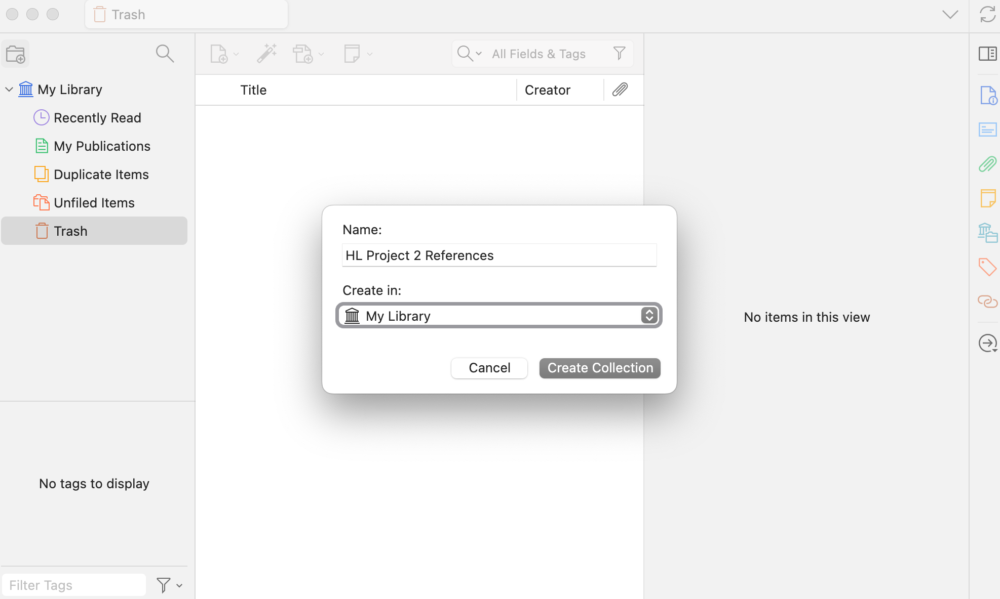 Trash
All Fields & Tags
My Library
Recently Read
My Publications
Duplicate Items
Unfiled Items
Trash
Title
Creator
Name:
HL Project 2 References
Create in:
My Library
Cancel
Create Collection
No items in this view
No tags to display
Filter Tags